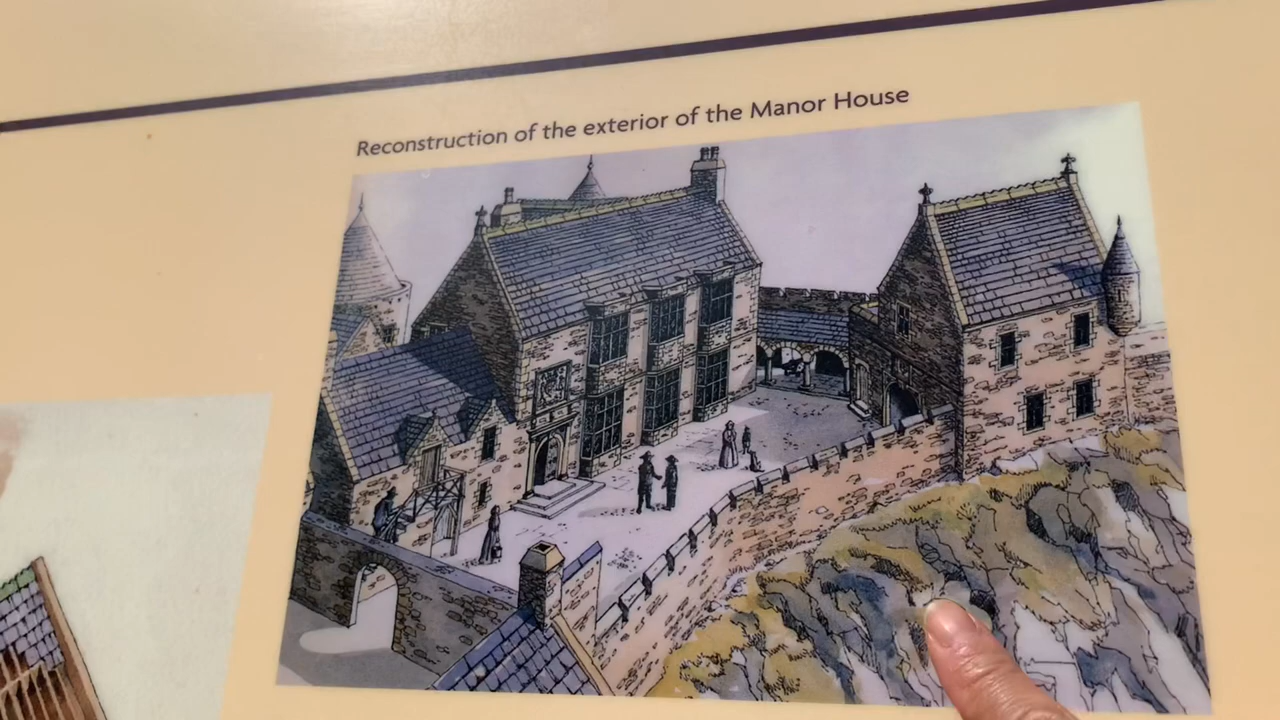 Reconstruction of the exterior of the Manor House